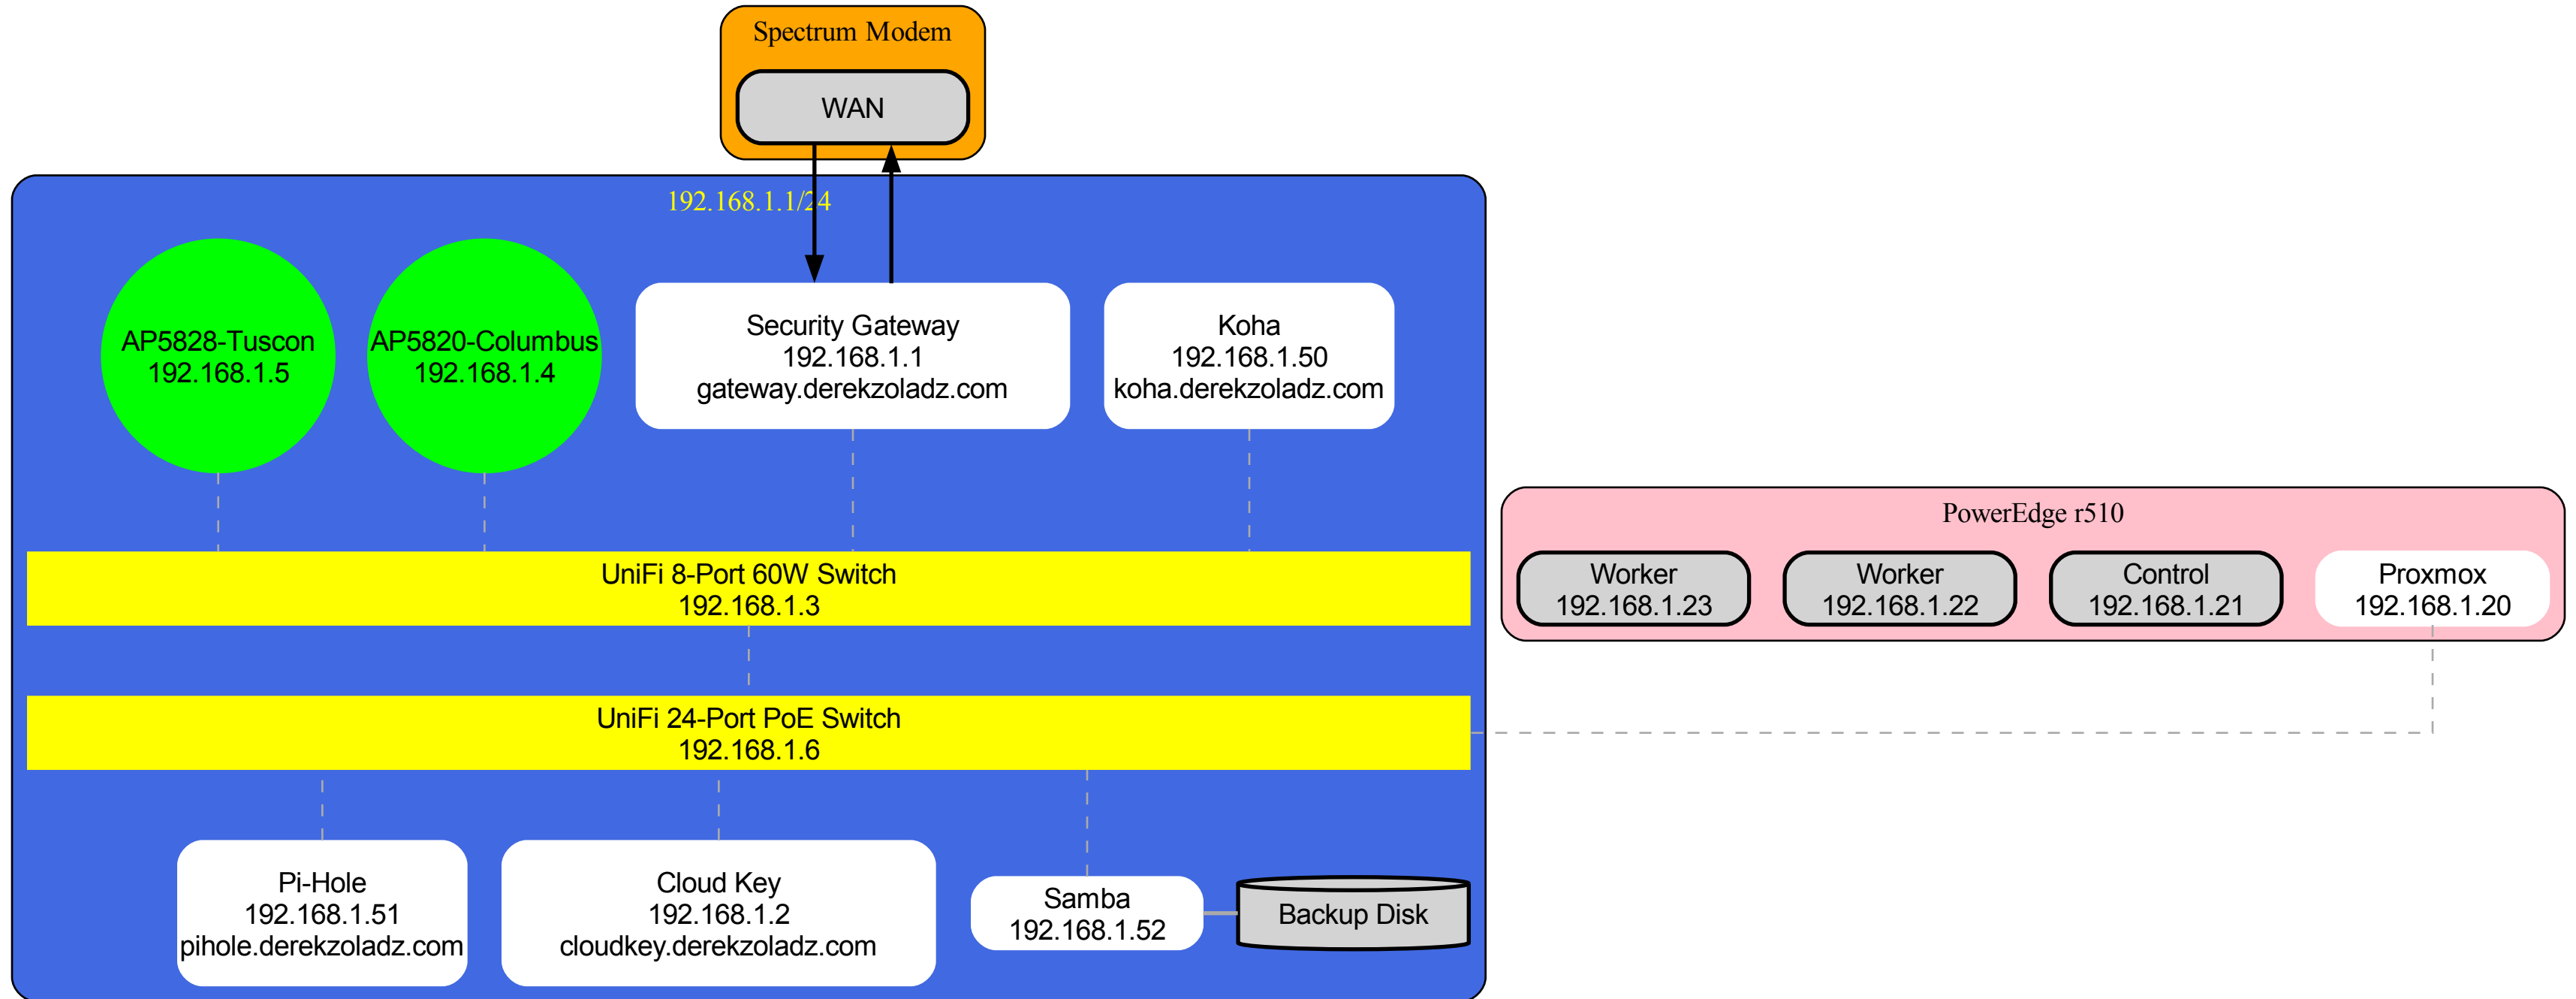 Spectrum Modem
WAN
192.168.1.1/24
AP5828-Tuscon
192.168.1.5
AP5820-Columbus
192.168.1.4
Security Gateway
192.168.1.1
gateway.derekzoladz.com
Koha
192.168.1.50
koha.derekzoladz.com
UniFi 8-Port 60W Switch
192.168.1.3
PowerEdge r510
Worker
192.168.1.23
Worker
192.168.1.22
Control
192.168.1.21
Proxmox
192.168.1.20
UniFi 24-Port PoE Switch
192.168.1.6
Pi-Hole
192.168.1.51
pihole.derekzoladz.com
Cloud Key
192.168.1.2
cloudkey.derekzoladz.com
Samba
192.168.1.52
Backup Disk